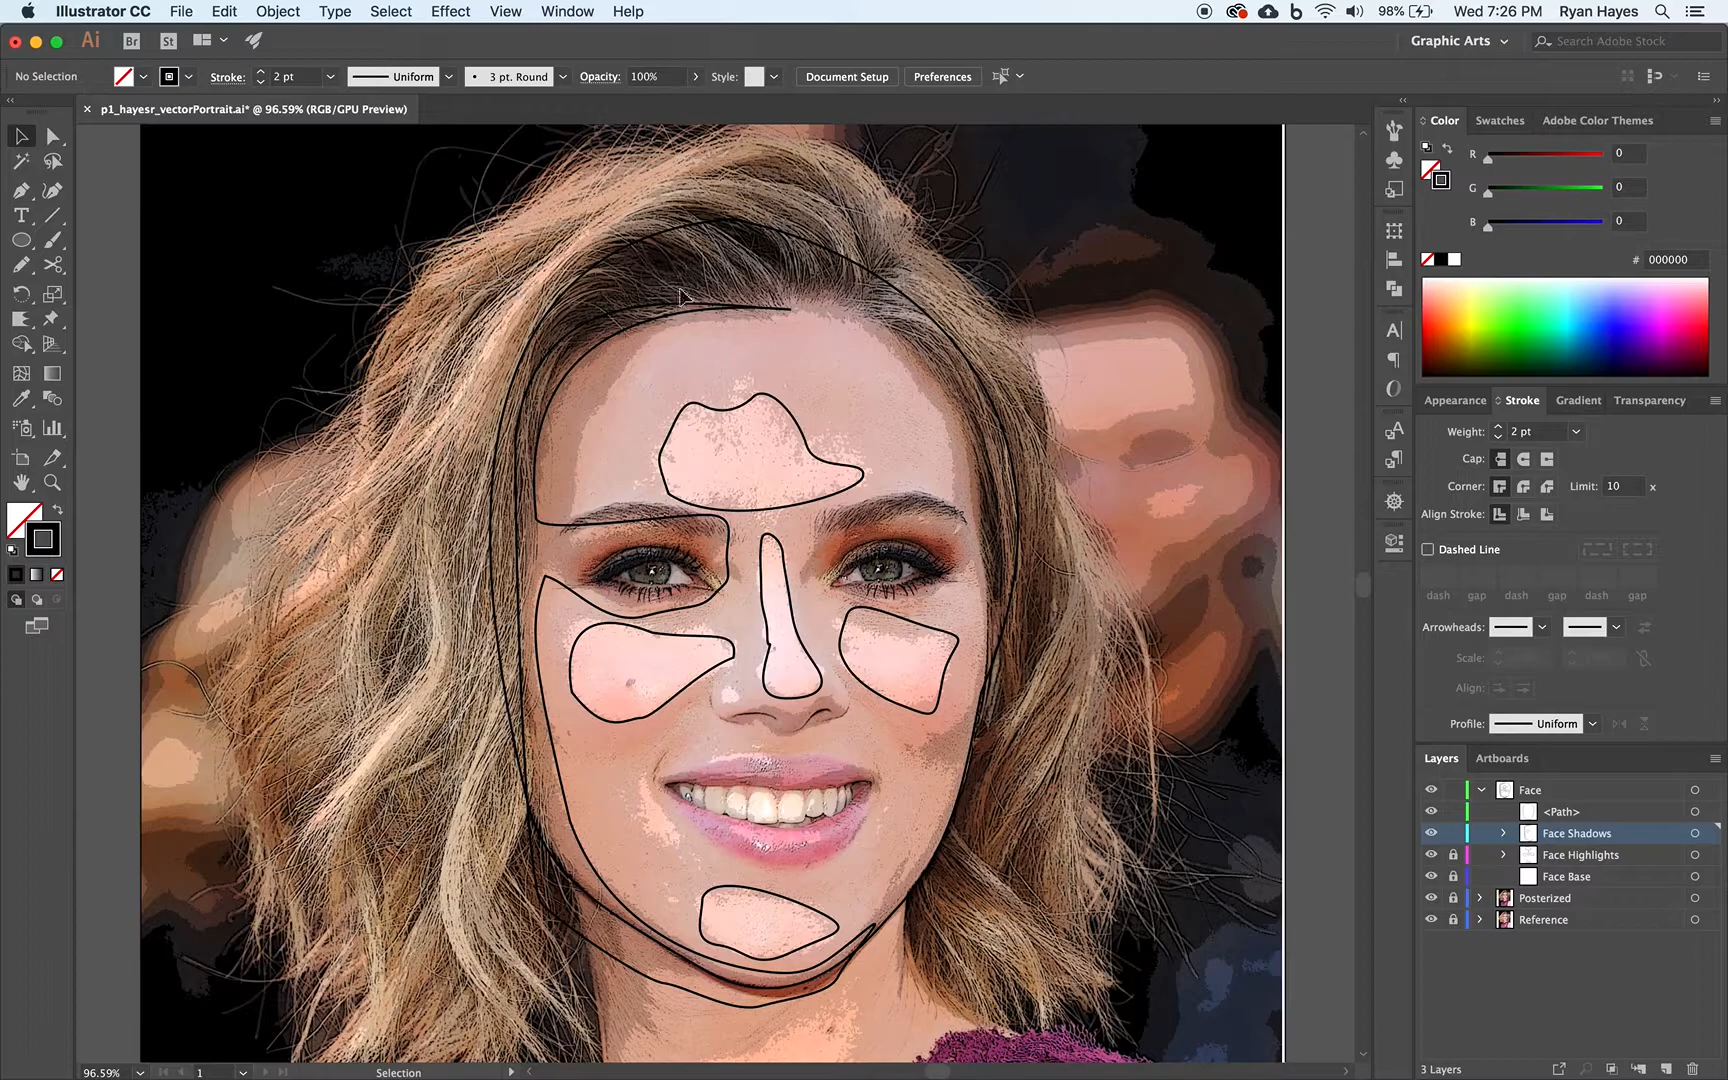 Illustrator CC File Edit Object Type Select Effect View Window Help 98% Wed 7:26 PM Ryan Hayes
Ai Br St Graphic Arts Search Adobe Stock
No Selection Stroke: 2 pt Uniform 3 pt. Round Opacity: 100% Style: Document Setup Preferences
p1_hayesr_vectorPortrait.ai* @ 96.59% (RGB/GPU Preview)
Color Swatches Adobe Color Themes
R 0
G 0
B 0
# 000000
Appearance Stroke Gradient Transparency
Weight: 2 pt
Cap:
Corner: Limit: 10 x
Align Stroke:
Dashed Line
dash gap dash gap dash gap
Arrowheads:
Scale:
Align:
Profile: Uniform
Layers Artboards
Face
<Path>
Face Shadows
Face Highlights
Face Base
Posterized
Reference
96.59% 1 Selection 3 Layers